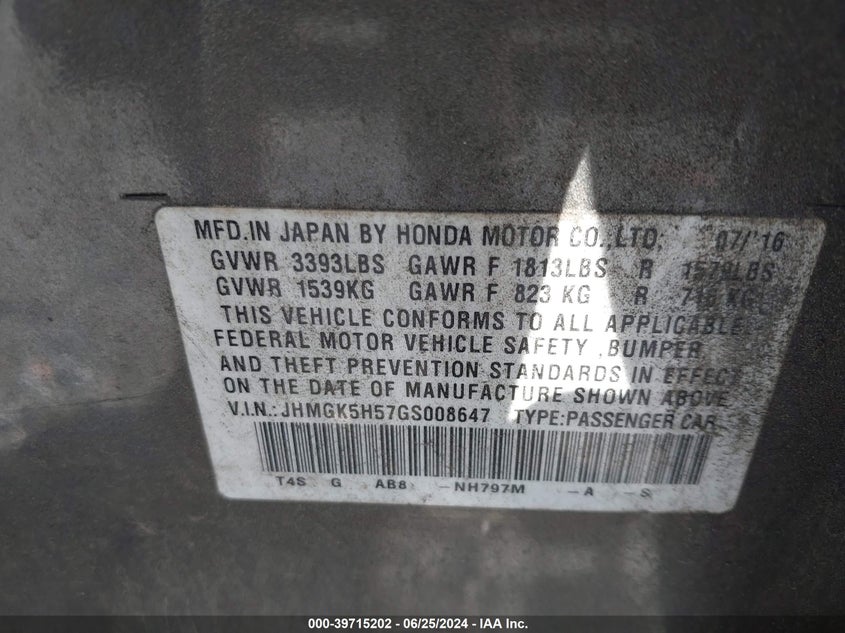 MFD.IN JAPAN BY HONDA MOTOR CO.,LTD. 07/'16
GVWR 3393LBS GAWR F 1813LBS R 1579LBS
GVWR 1539KG GAWR F 823 KG R KG
THIS VEHICLE CONFORMS TO ALL APPLICABLE
FEDERAL MOTOR VEHICLE SAFETY ,BUMPER
AND THEFT PREVENTION STANDARDS IN EFFECT
ON THE DATE OF MANUFACTURE SHOWN ABOVE
V.I.N.: JHMGK5H57GS008647 TYPE:PASSENGER CAR
T4S G AB8 -NH797M -A -S
000-39715202 - 06/25/2024 - IAA Inc.